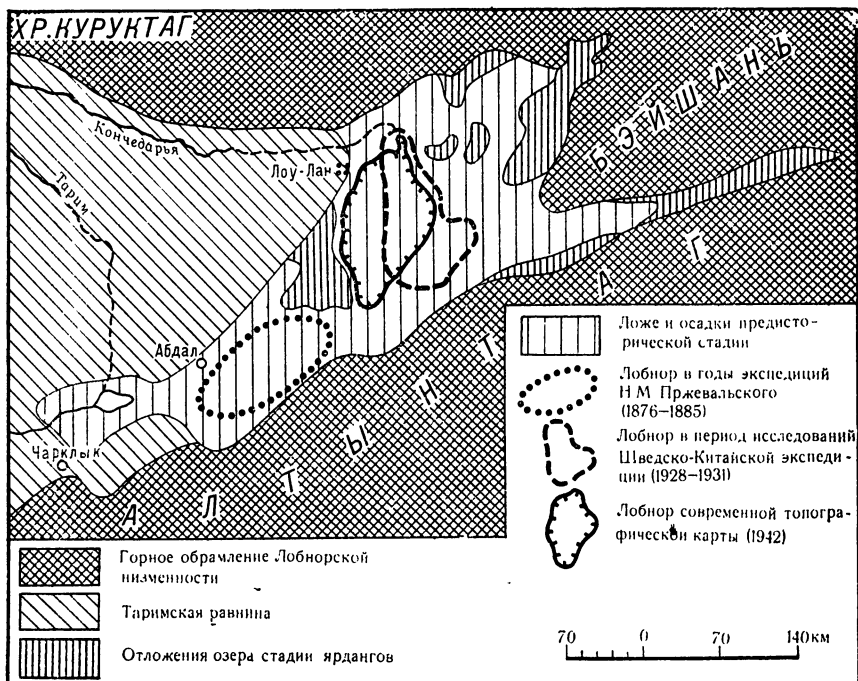 ХР. КУРУКТАГ
БЭЙШАНЬ
Кончедарья
Лоу-Лан
Тарим
Абдал
Чарклык
АЛТЫНТАГ
Ложе и осадки предисто-
рической стадии
Лобнор в годы экспедиций
Н М Пржевальского
(1876–1885)
Лобнор в период исследований
Шведско-Китайской экспеди-
ции (1928–1931)
Лобнор современной топогра-
фической карты (1942)
Горное обрамление Лобнорской
низменности
Таримская равнина
Отложения озера стадии ярдангов
70 0 70 140км